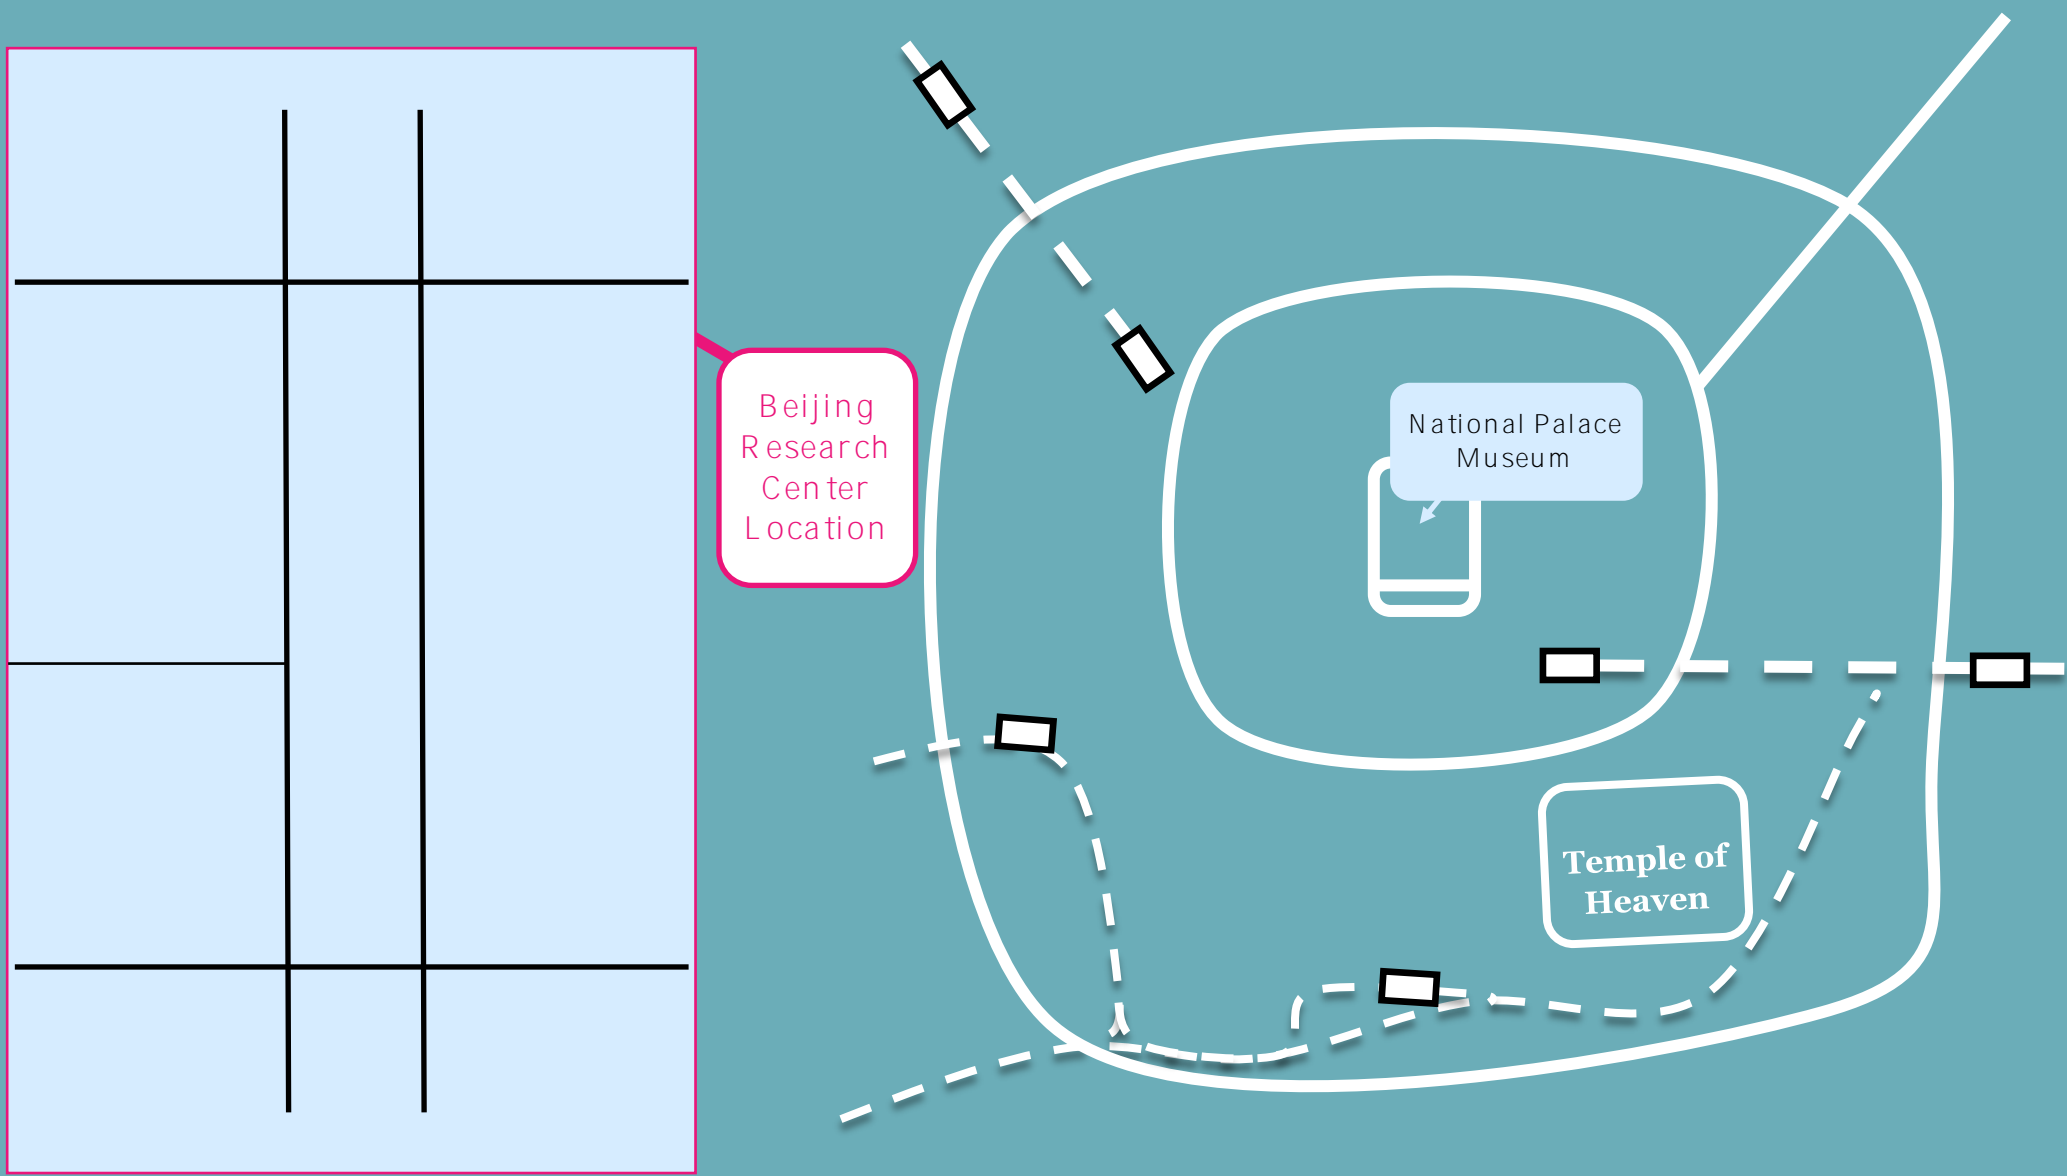 Beijing
Research
Center
Location
National Palace
Museum
Temple of
Heaven